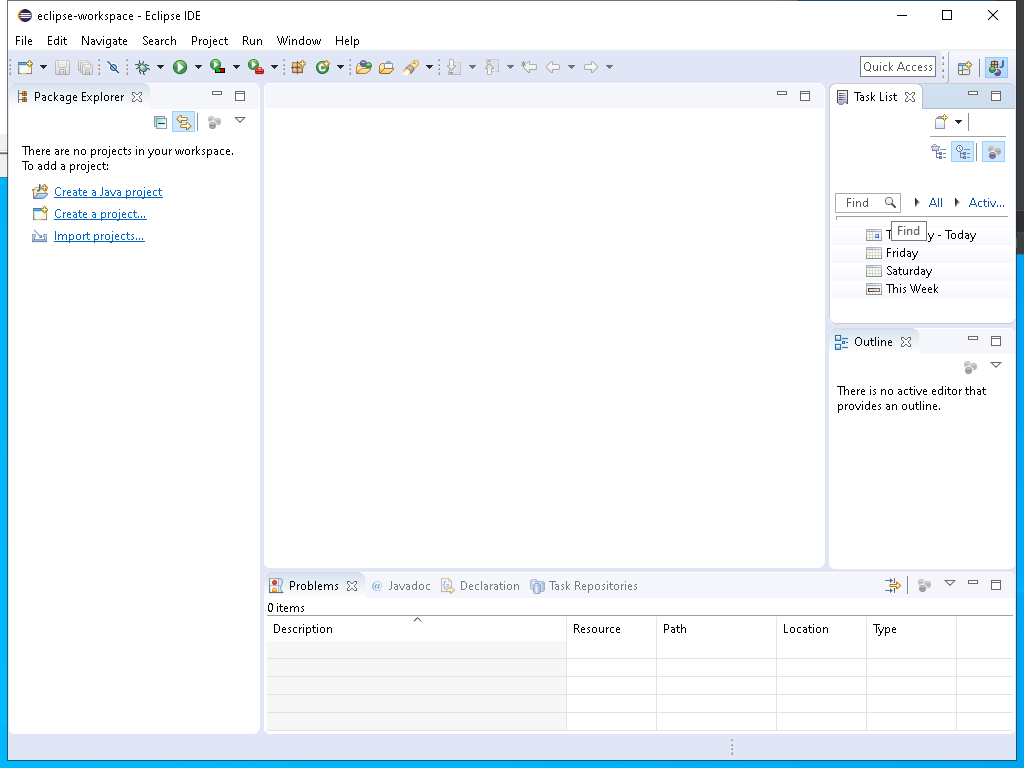 eclipse-workspace - Eclipse IDE
File Edit Navigate Search Project Run Window Help
Quick Access
Package Explorer
There are no projects in your workspace.
To add a project:
Create a Java project
Create a project...
Import projects...
Task List
Find All Activ...
Find
y - Today
Friday
Saturday
This Week
Outline
There is no active editor that
provides an outline.
Problems @ Javadoc Declaration Task Repositories
0 items
Description Resource Path Location Type